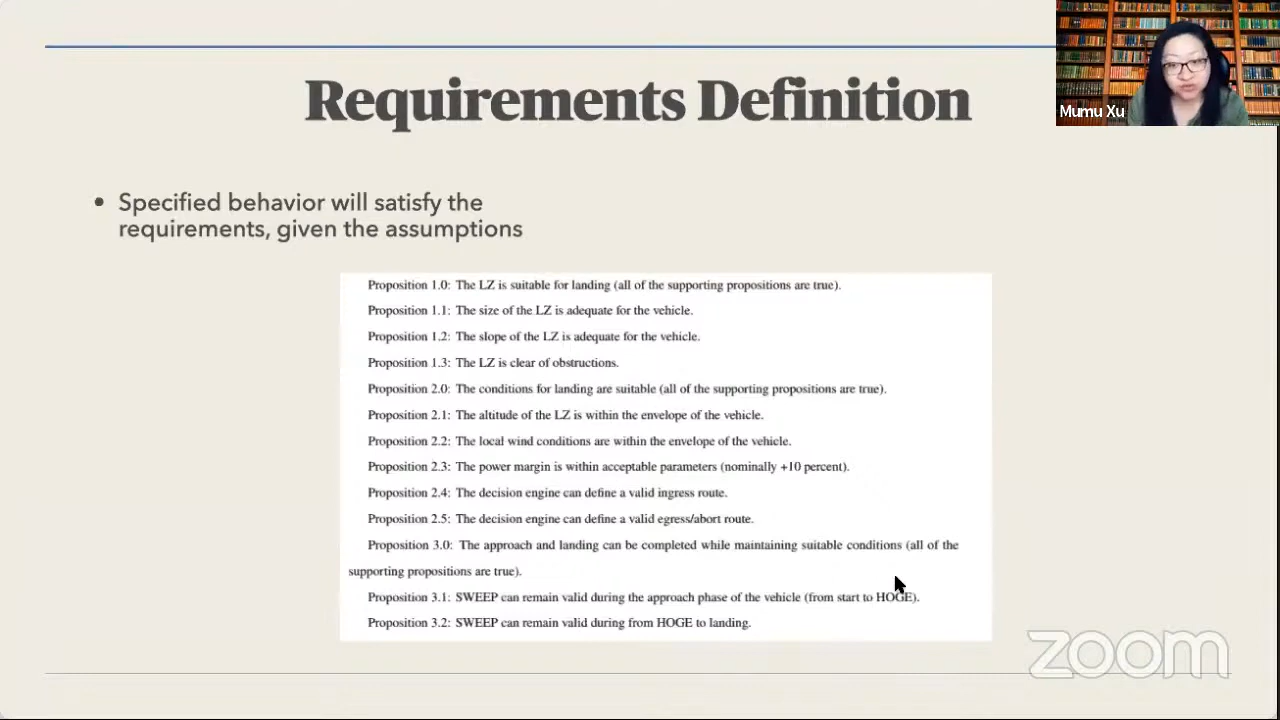 Requirements Definition
Mumu Xu
• Specified behavior will satisfy the
requirements, given the assumptions
Proposition 1.0: The LZ is suitable for landing (all of the supporting propositions are true).
Proposition 1.1: The size of the LZ is adequate for the vehicle.
Proposition 1.2: The slope of the LZ is adequate for the vehicle.
Proposition 1.3: The LZ is clear of obstructions.
Proposition 2.0: The conditions for landing are suitable (all of the supporting propositions are true).
Proposition 2.1: The altitude of the LZ is within the envelope of the vehicle.
Proposition 2.2: The local wind conditions are within the envelope of the vehicle.
Proposition 2.3: The power margin is within acceptable parameters (nominally +10 percent).
Proposition 2.4: The decision engine can define a valid ingress route.
Proposition 2.5: The decision engine can define a valid egress/abort route.
Proposition 3.0: The approach and landing can be completed while maintaining suitable conditions (all of the
supporting propositions are true).
Proposition 3.1: SWEEP can remain valid during the approach phase of the vehicle (from start to HOGE).
Proposition 3.2: SWEEP can remain valid during from HOGE to landing.
zoom